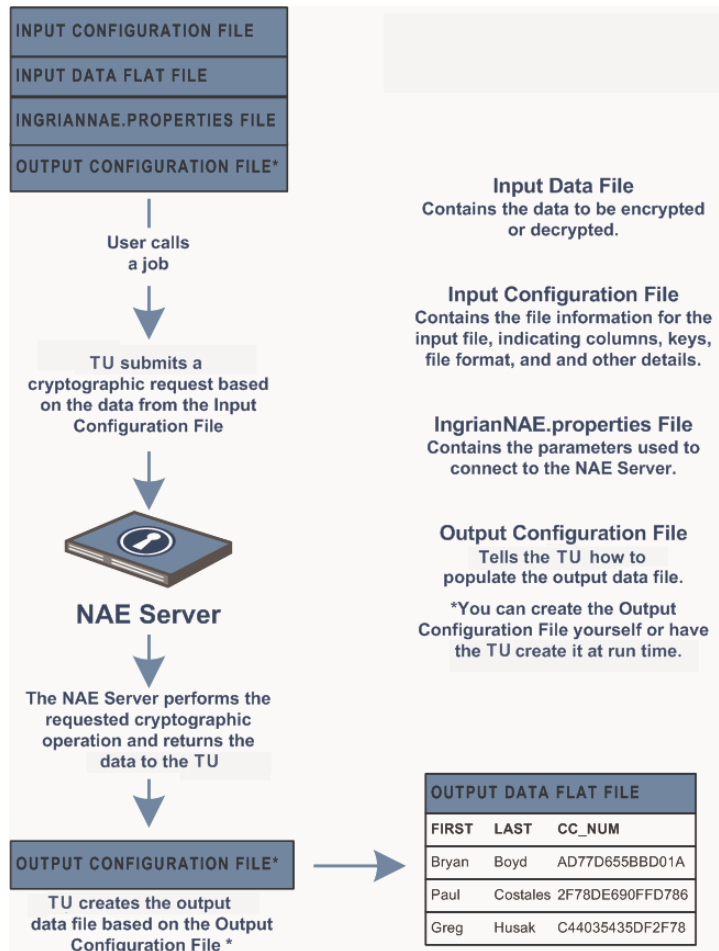 INPUT CONFIGURATION FILE
INPUT DATA FLAT FILE
INGRIANNAE.PROPERTIES FILE
OUTPUT CONFIGURATION FILE*
User calls
a job
TU submits a
cryptographic request based
on the data from the Input
Configuration File
NAE Server
The NAE Server performs the
requested cryptographic
operation and returns the
data to the TU
OUTPUT CONFIGURATION FILE*
TU creates the output
data file based on the Output
Configuration File *
Input Data File
Contains the data to be encrypted
or decrypted.
Input Configuration File
Contains the file information for the
input file, indicating columns, keys,
file format, and and other details.
IngrianNAE.properties File
Contains the parameters used to
connect to the NAE Server.
Output Configuration File
Tells the TU how to
populate the output data file.
*You can create the Output
Configuration File yourself or have
the TU create it at run time.
OUTPUT DATA FLAT FILE
FIRST LAST CC_NUM
Bryan Boyd AD77D655BBD01A
Paul Costales 2F78DE690FFD786
Greg Husak C44035435DF2F78